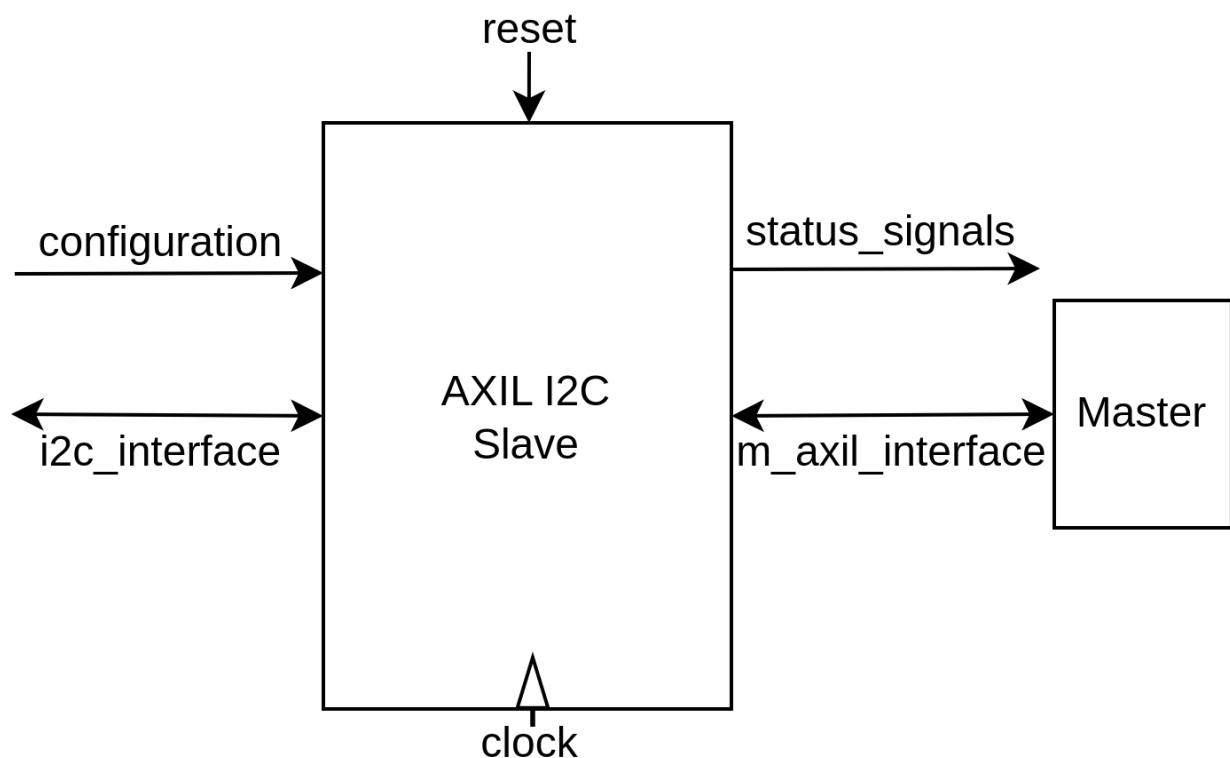 reset
configuration
status_signals
AXIL I2C
Slave
Master
i2c_interface
m_axil_interface
clock